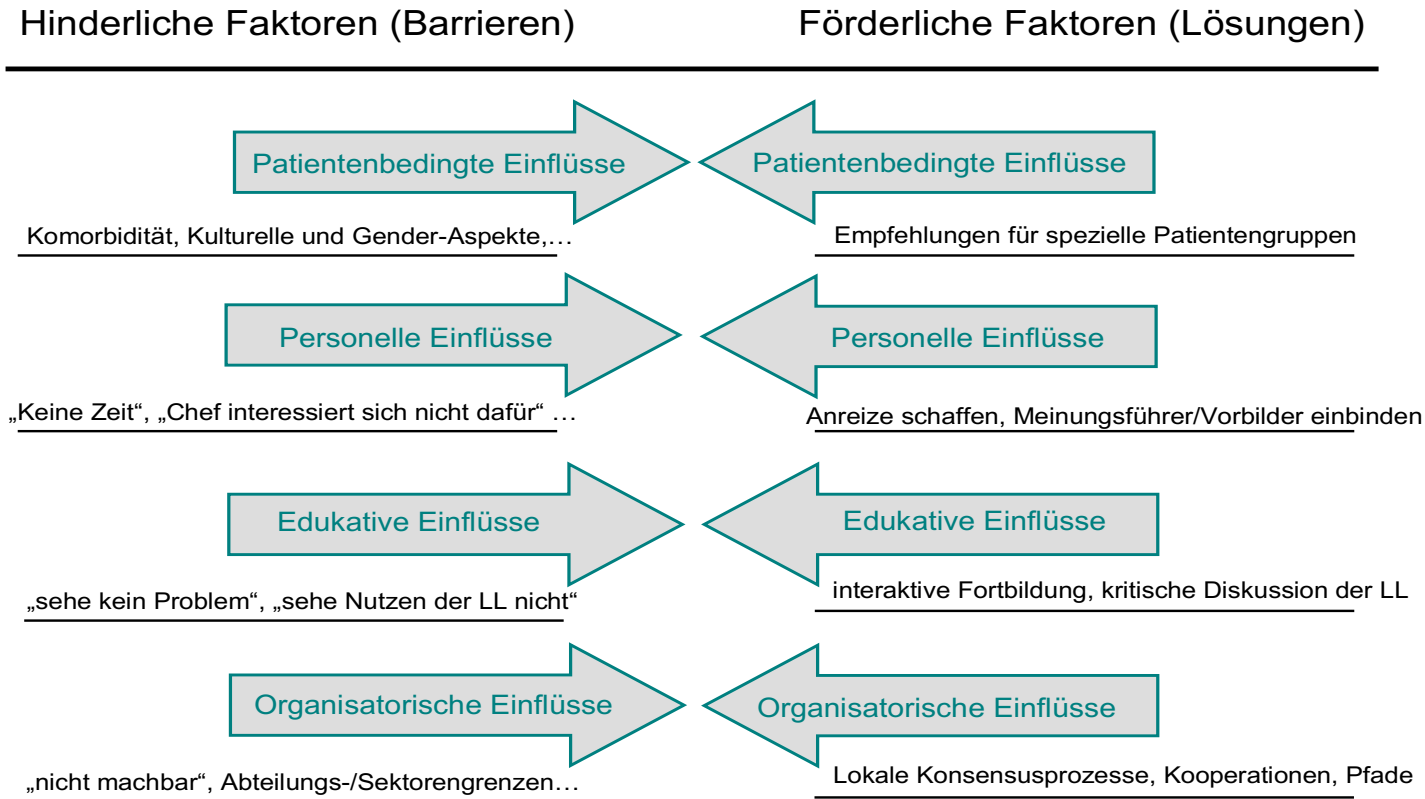 Hinderliche Faktoren (Barrieren)
Förderliche Faktoren (Lösungen)
Patientenbedingte Einflüsse
Patientenbedingte Einflüsse
Komorbidität, Kulturelle und Gender-Aspekte,…
Empfehlungen für spezielle Patientengruppen
Personelle Einflüsse
Personelle Einflüsse
„Keine Zeit“, „Chef interessiert sich nicht dafür“ …
Anreize schaffen, Meinungsführer/Vorbilder einbinden
Edukative Einflüsse
Edukative Einflüsse
„sehe kein Problem“, „sehe Nutzen der LL nicht“
interaktive Fortbildung, kritische Diskussion der LL
Organisatorische Einflüsse
Organisatorische Einflüsse
„nicht machbar“, Abteilungs-/Sektorengrenzen…
Lokale Konsensusprozesse, Kooperationen, Pfade